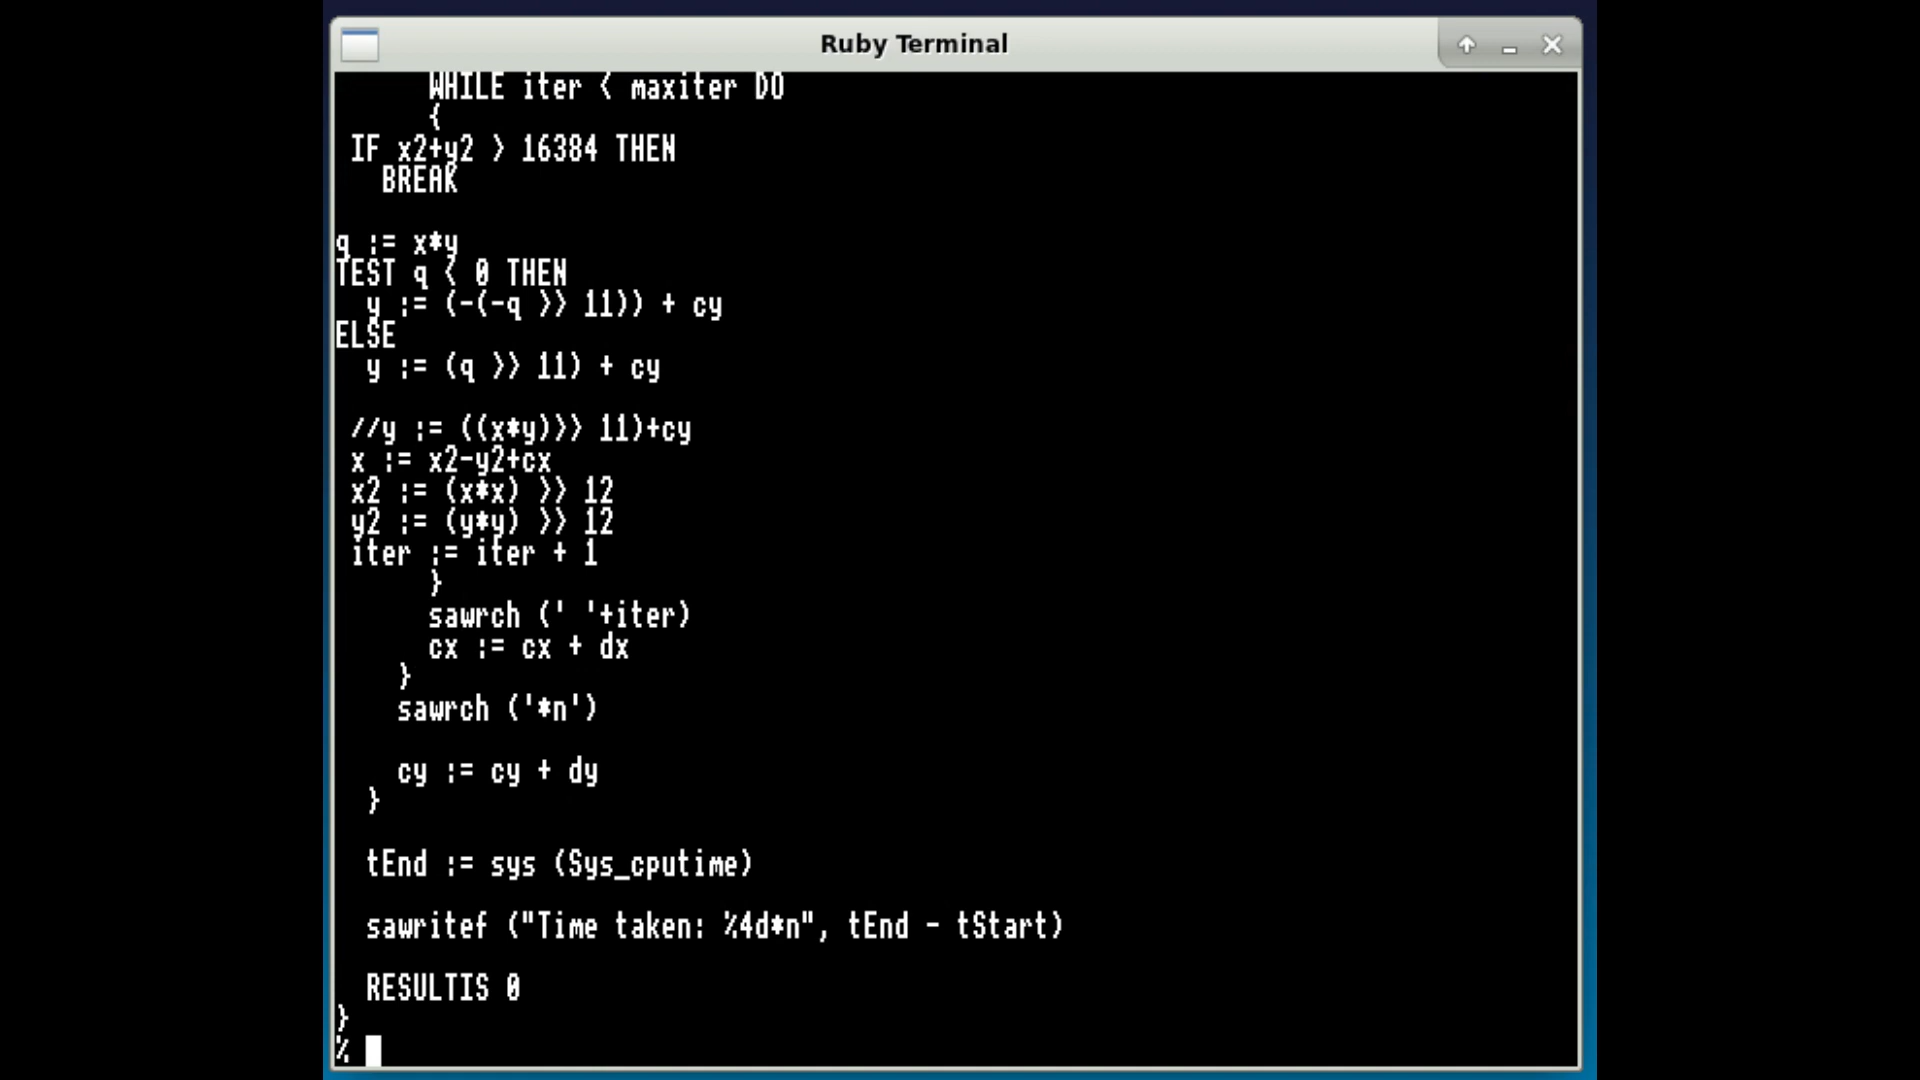 Ruby Terminal
WHILE iter < maxiter DO
{
IF x2+y2 > 16384 THEN
BREAK
q := x*y
TEST q < 0 THEN
y := (-(-q >> 11)) + cy
ELSE
y := (q >> 11) + cy
//y := ((x*y)>> 11)+cy
x := x2-y2+cx
x2 := (x*x) >> 12
y2 := (y*y) >> 12
iter := iter + 1
}
sawrch (' '+iter)
cx := cx + dx
}
sawrch ('*n')
cy := cy + dy
}
tEnd := sys (Sys_cputime)
sawritef ("Time taken: %4d*n", tEnd - tStart)
RESULTIS 0
}
%